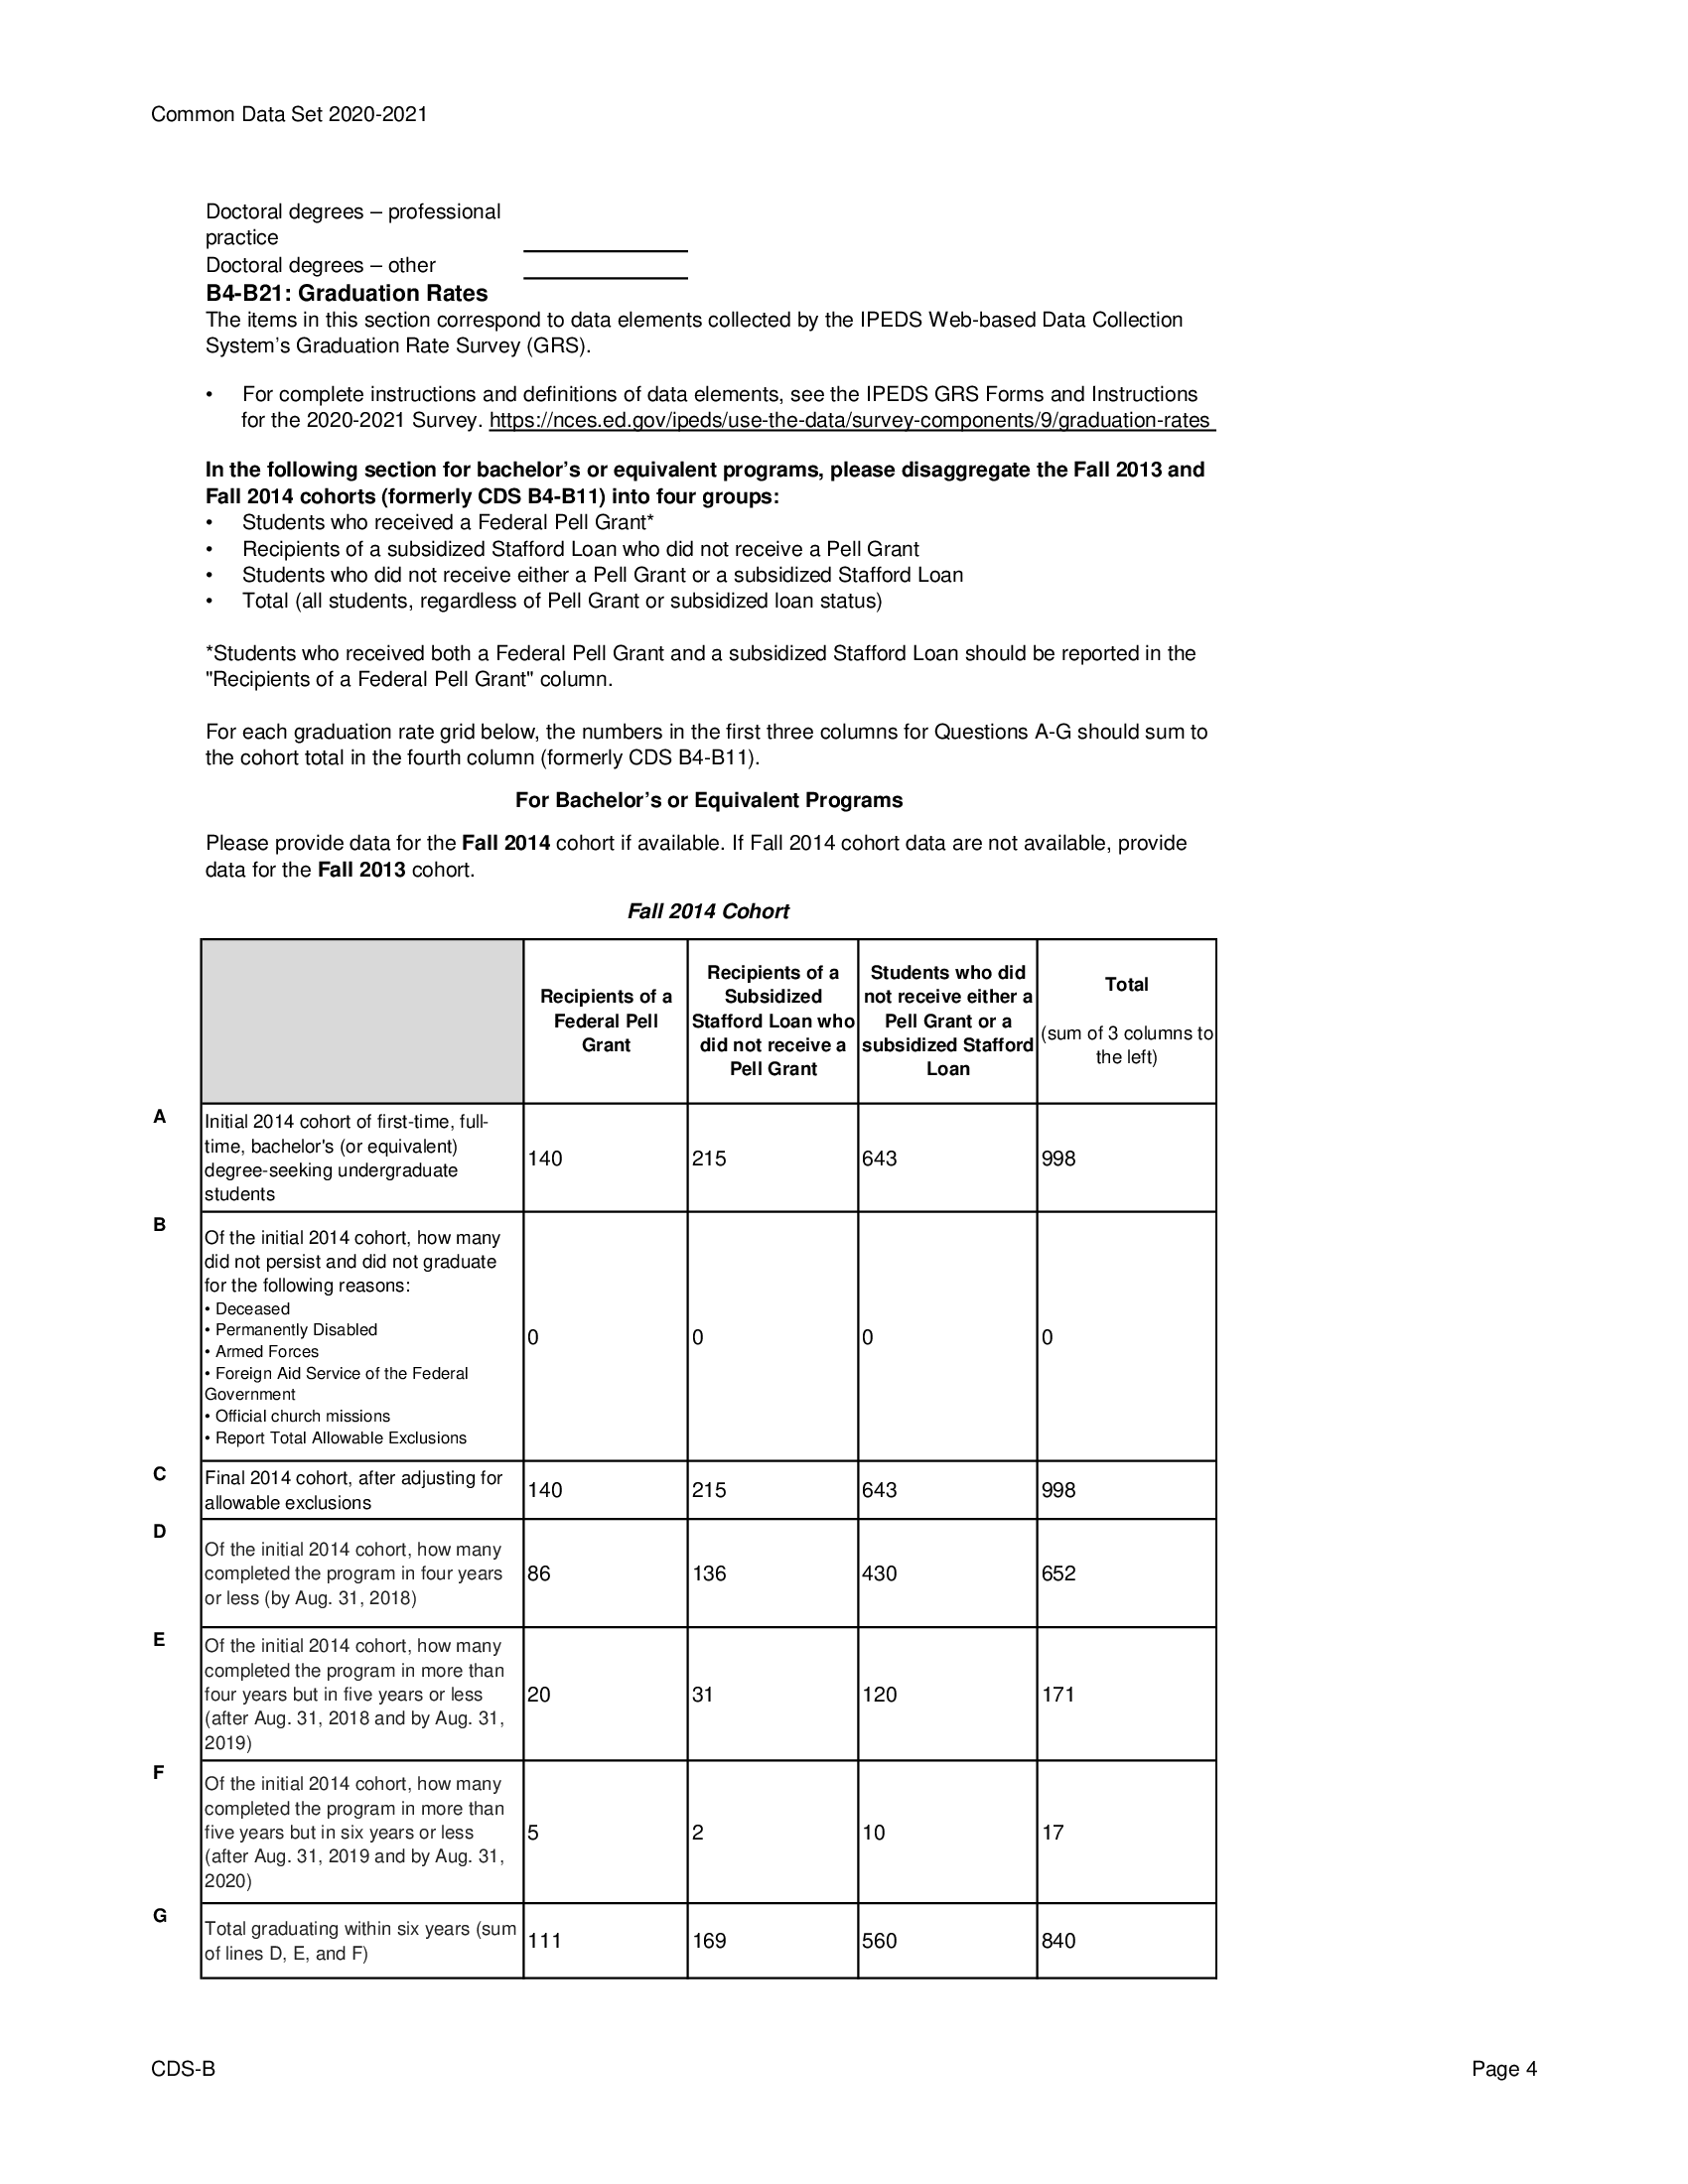 Common Data Set 2020-2021
Doctoral degrees – professional
practice
Doctoral degrees – other
B4-B21: Graduation Rates
The items in this section correspond to data elements collected by the IPEDS Web-based Data Collection
System’s Graduation Rate Survey (GRS).
• For complete instructions and definitions of data elements, see the IPEDS GRS Forms and Instructions
for the 2020-2021 Survey. https://nces.ed.gov/ipeds/use-the-data/survey-components/9/graduation-rates
In the following section for bachelor’s or equivalent programs, please disaggregate the Fall 2013 and
Fall 2014 cohorts (formerly CDS B4-B11) into four groups:
• Students who received a Federal Pell Grant*
• Recipients of a subsidized Stafford Loan who did not receive a Pell Grant
• Students who did not receive either a Pell Grant or a subsidized Stafford Loan
• Total (all students, regardless of Pell Grant or subsidized loan status)
*Students who received both a Federal Pell Grant and a subsidized Stafford Loan should be reported in the
"Recipients of a Federal Pell Grant" column.
For each graduation rate grid below, the numbers in the first three columns for Questions A-G should sum to
the cohort total in the fourth column (formerly CDS B4-B11).
For Bachelor’s or Equivalent Programs
Please provide data for the Fall 2014 cohort if available. If Fall 2014 cohort data are not available, provide
data for the Fall 2013 cohort.
Fall 2014 Cohort
Recipients of a
Federal Pell
Grant
Recipients of a
Subsidized
Stafford Loan who
did not receive a
Pell Grant
Students who did
not receive either a
Pell Grant or a
subsidized Stafford
Loan
Total
(sum of 3 columns to
the left)
A
Initial 2014 cohort of first-time, full-
time, bachelor's (or equivalent)
degree-seeking undergraduate
students
140
215
643
998
B
Of the initial 2014 cohort, how many
did not persist and did not graduate
for the following reasons:
• Deceased
• Permanently Disabled
• Armed Forces
• Foreign Aid Service of the Federal
Government
• Official church missions
• Report Total Allowable Exclusions
0
0
0
0
C
Final 2014 cohort, after adjusting for
allowable exclusions
140
215
643
998
D
Of the initial 2014 cohort, how many
completed the program in four years
or less (by Aug. 31, 2018)
86
136
430
652
E
Of the initial 2014 cohort, how many
completed the program in more than
four years but in five years or less
(after Aug. 31, 2018 and by Aug. 31,
2019)
20
31
120
171
F
Of the initial 2014 cohort, how many
completed the program in more than
five years but in six years or less
(after Aug. 31, 2019 and by Aug. 31,
2020)
5
2
10
17
G
Total graduating within six years (sum
of lines D, E, and F)
111
169
560
840
CDS-B
Page 4